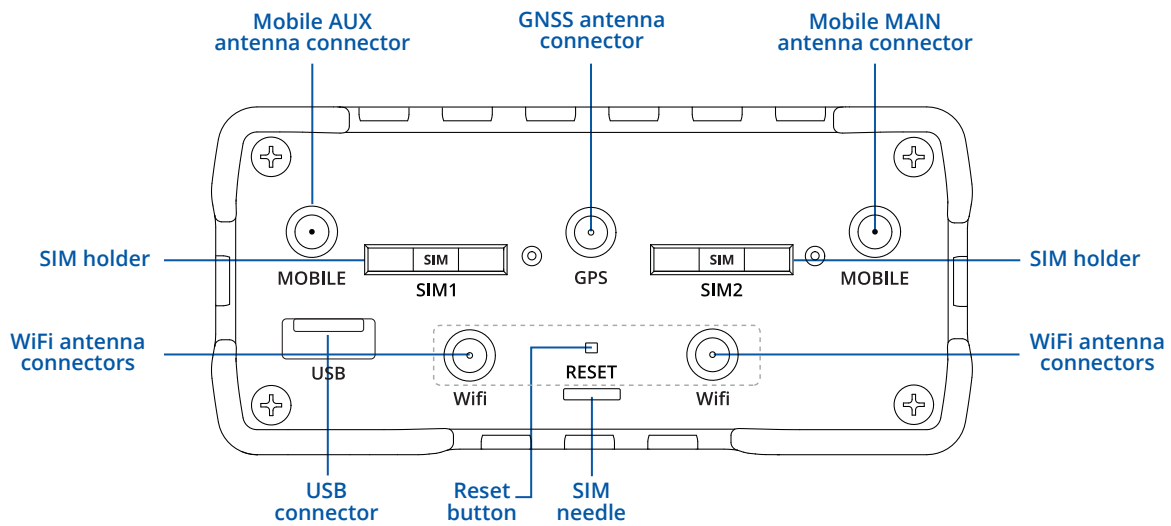 Mobile AUX
antenna connector
GNSS antenna
connector
Mobile MAIN
antenna connector
SIM holder
SIM
SIM
SIM holder
MOBILE
SIM1
GPS
SIM2
MOBILE
WiFi antenna
connectors
USB
Wifi
RESET
Wifi
WiFi antenna
connectors
USB
connector
Reset
button
SIM
needle